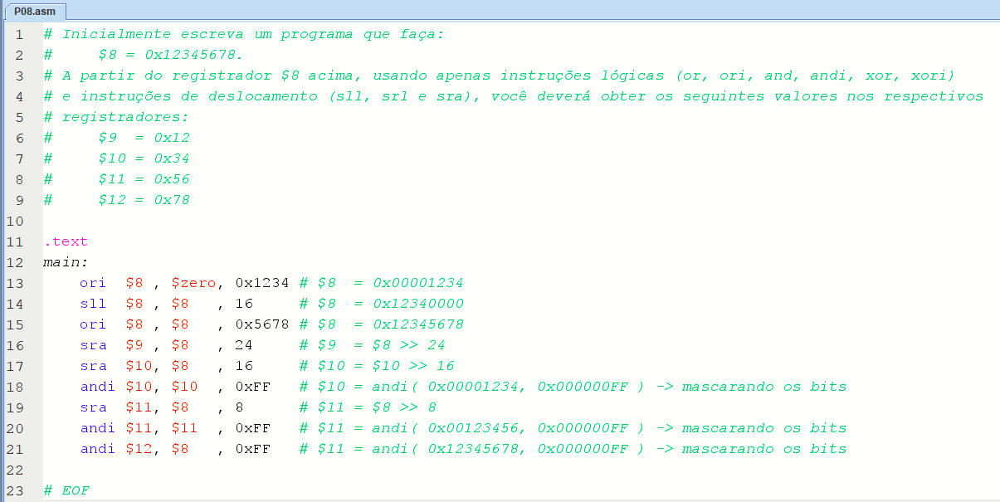 P08.asm
1 # Inicialmente escreva um programa que faça:
2 #     $8 = 0x12345678.
3 # A partir do registrador $8 acima, usando apenas instruções lógicas (or, ori, and, andi, xor, xori)
4 # e instruções de deslocamento (sll, srl e sra), você deverá obter os seguintes valores nos respectivos
5 # registradores:
6 #     $9  = 0x12
7 #     $10 = 0x34
8 #     $11 = 0x56
9 #     $12 = 0x78
10
11 .text
12 main:
13     ori  $8 , $zero, 0x1234 # $8  = 0x00001234
14     sll  $8 , $8   , 16     # $8  = 0x12340000
15     ori  $8 , $8   , 0x5678 # $8  = 0x12345678
16     sra  $9 , $8   , 24     # $9  = $8 >> 24
17     sra  $10, $8   , 16     # $10 = $10 >> 16
18     andi $10, $10  , 0xFF   # $10 = andi( 0x00001234, 0x000000FF ) -> mascarando os bits
19     sra  $11, $8   , 8      # $11 = $8 >> 8
20     andi $11, $11  , 0xFF   # $11 = andi( 0x00123456, 0x000000FF ) -> mascarando os bits
21     andi $12, $8   , 0xFF   # $11 = andi( 0x12345678, 0x000000FF ) -> mascarando os bits
22
23 # EOF